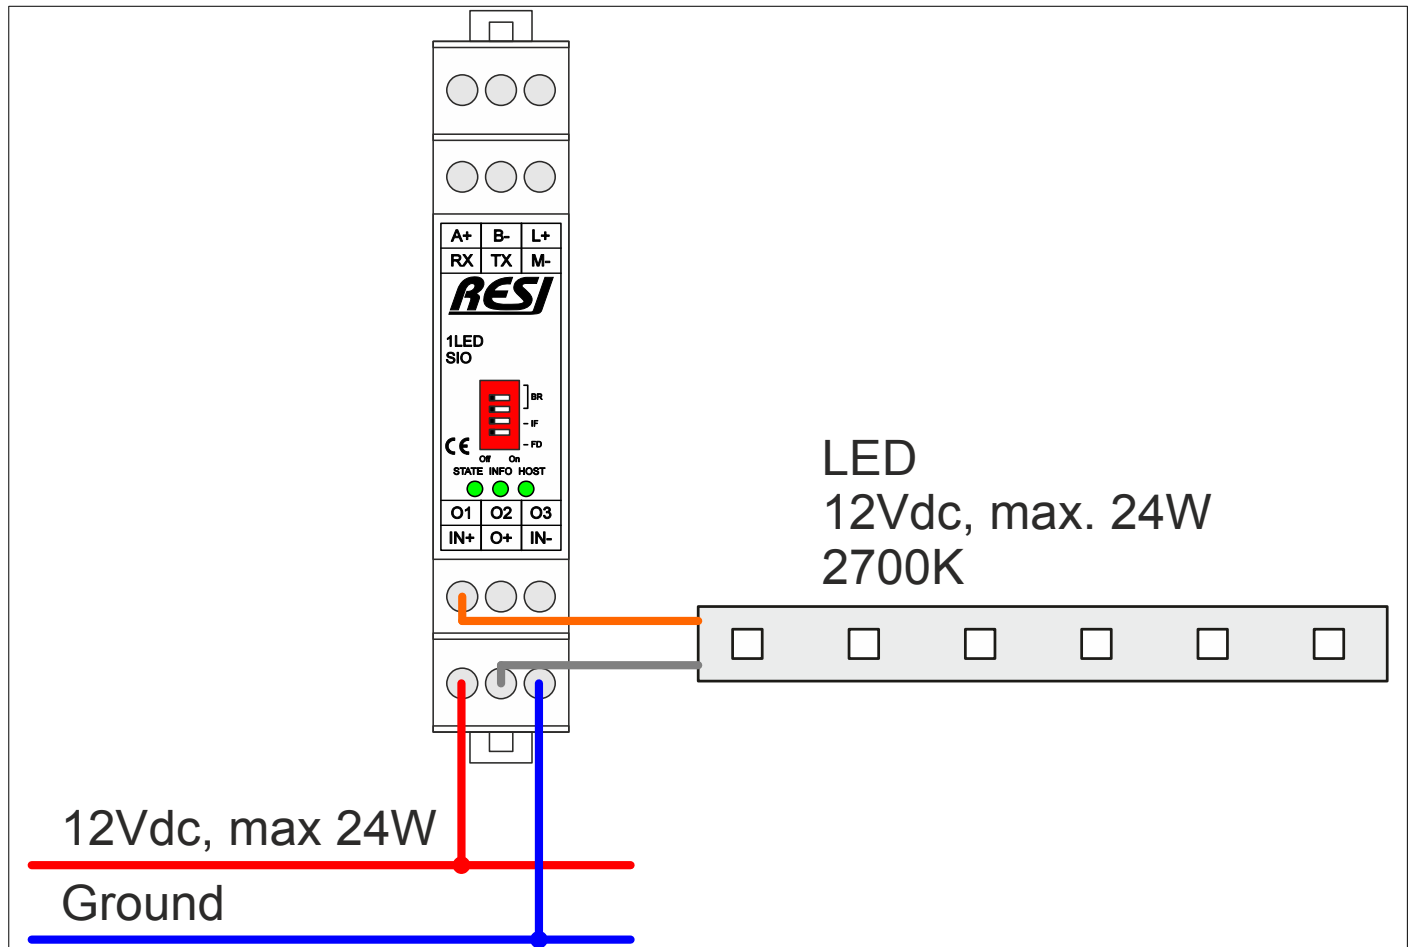 A+ B- L+
RX TX M-
RESI
1LED
SIO
BR
IF
FD
CE
Off On
STATE INFO HOST
O1 O2 O3
IN+ O+ IN-
LED
12Vdc, max. 24W
2700K
12Vdc, max 24W
Ground